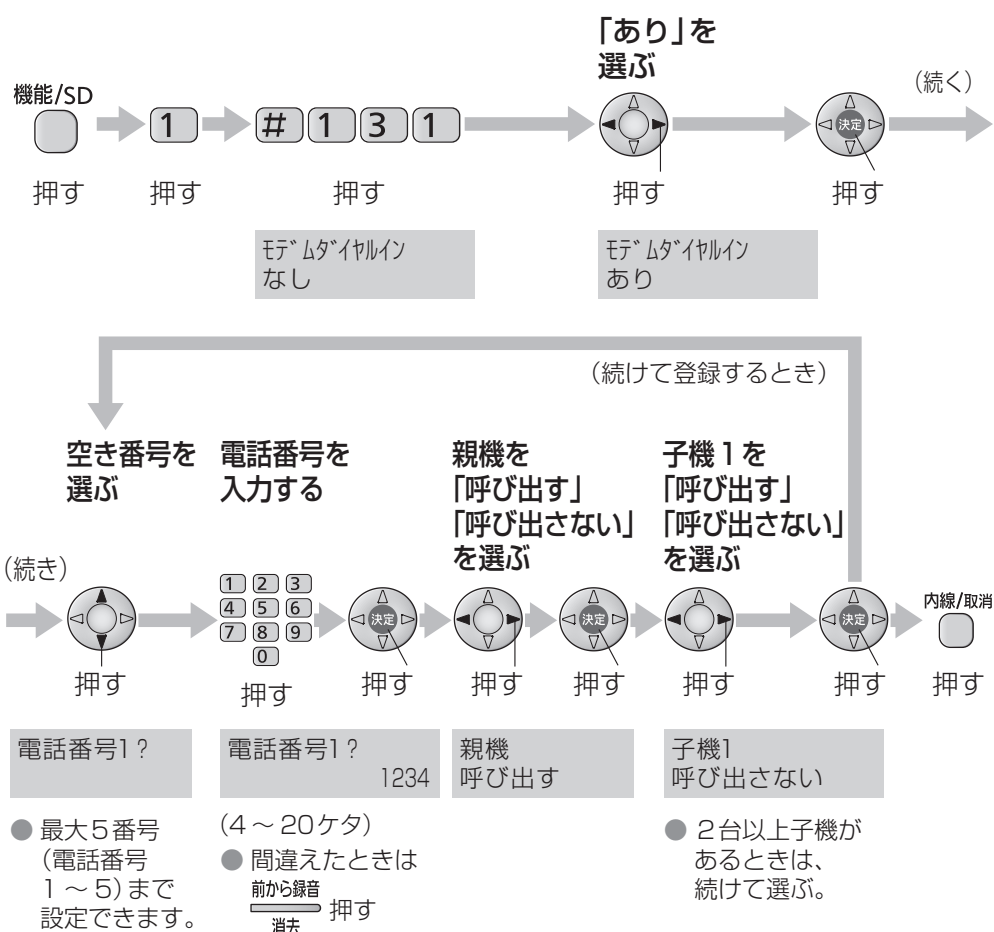 「あり」を
選ぶ
機能/SD
(続く)
1
# 1 3 1
決定
押す
押す
押す
押す
押す
モデムダイヤルイン
なし
モデムダイヤルイン
あり
(続けて登録するとき)
空き番号を
選ぶ
電話番号を
入力する
親機を
「呼び出す」
「呼び出さない」
を選ぶ
子機1を
「呼び出す」
「呼び出さない」
を選ぶ
(続き)
1 2 3
4 5 6
7 8 9
0
決定
決定
決定
内線/取消
押す
押す
押す
押す
押す
押す
押す
押す
電話番号1?
電話番号1?
1234
親機
呼び出す
子機1
呼び出さない
● 最大5番号
(電話番号
1～5)まで
設定できます。
(4～20ケタ)
● 間違えたときは
前から録音
消去
押す
● 2台以上子機が
あるときは、
続けて選ぶ。